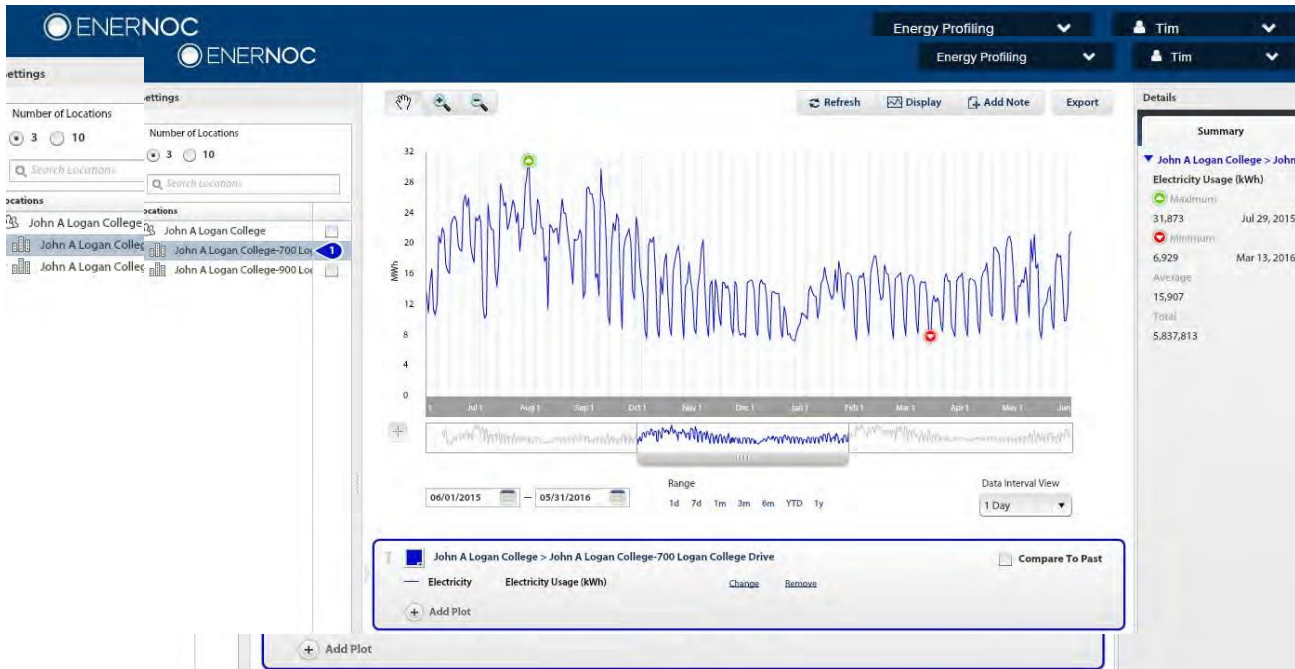 ENERNOC
Energy Profiling
Tim
ENERNOC
Energy Profiling
Tim
ettings
Number of Locations
3 10
Search Locations
ocations
John A Logan College
John A Logan Colleg
John A Logan Colleg
ettings
Number of Locations
3 10
Search Locations
ocations
John A Logan College
John A Logan College-700 Lo
1
John A Logan College-900 Lo
Refresh
Display
Add Note
Export
32
28
24
20
16
12
8
4
0
MWh
1 Jul 1 Aug 1 Sep 1 Oct 1 Nov 1 Dec 1 Jan 1 Feb 1 Mar 1 Apr 1 May 1 Jun
06/01/2015 – 05/31/2016
Range
1d 7d 1m 3m 6m YTD 1y
Data Interval View
1 Day
John A Logan College > John A Logan College-700 Logan College Drive
Compare To Past
Electricity Electricity Usage (kWh) Change Remove
Add Plot
Add Plot
Details
Summary
John A Logan College > John
Electricity Usage (kWh)
Maximum
31,873 Jul 29, 2015
Minimum
6,929 Mar 13, 2016
Average
15,907
Total
5,837,813